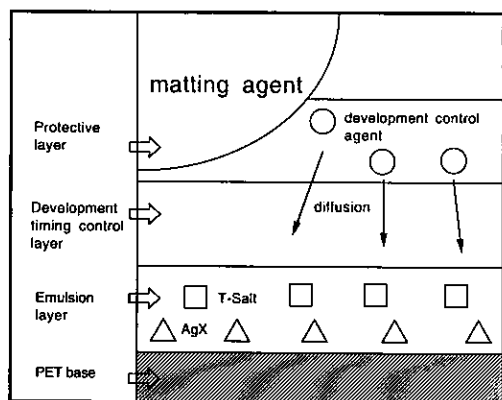 matting agent
development control
agent
Protective
layer
diffusion
Development
timing control
layer
T-Salt
Emulsion
layer
AgX
PET base